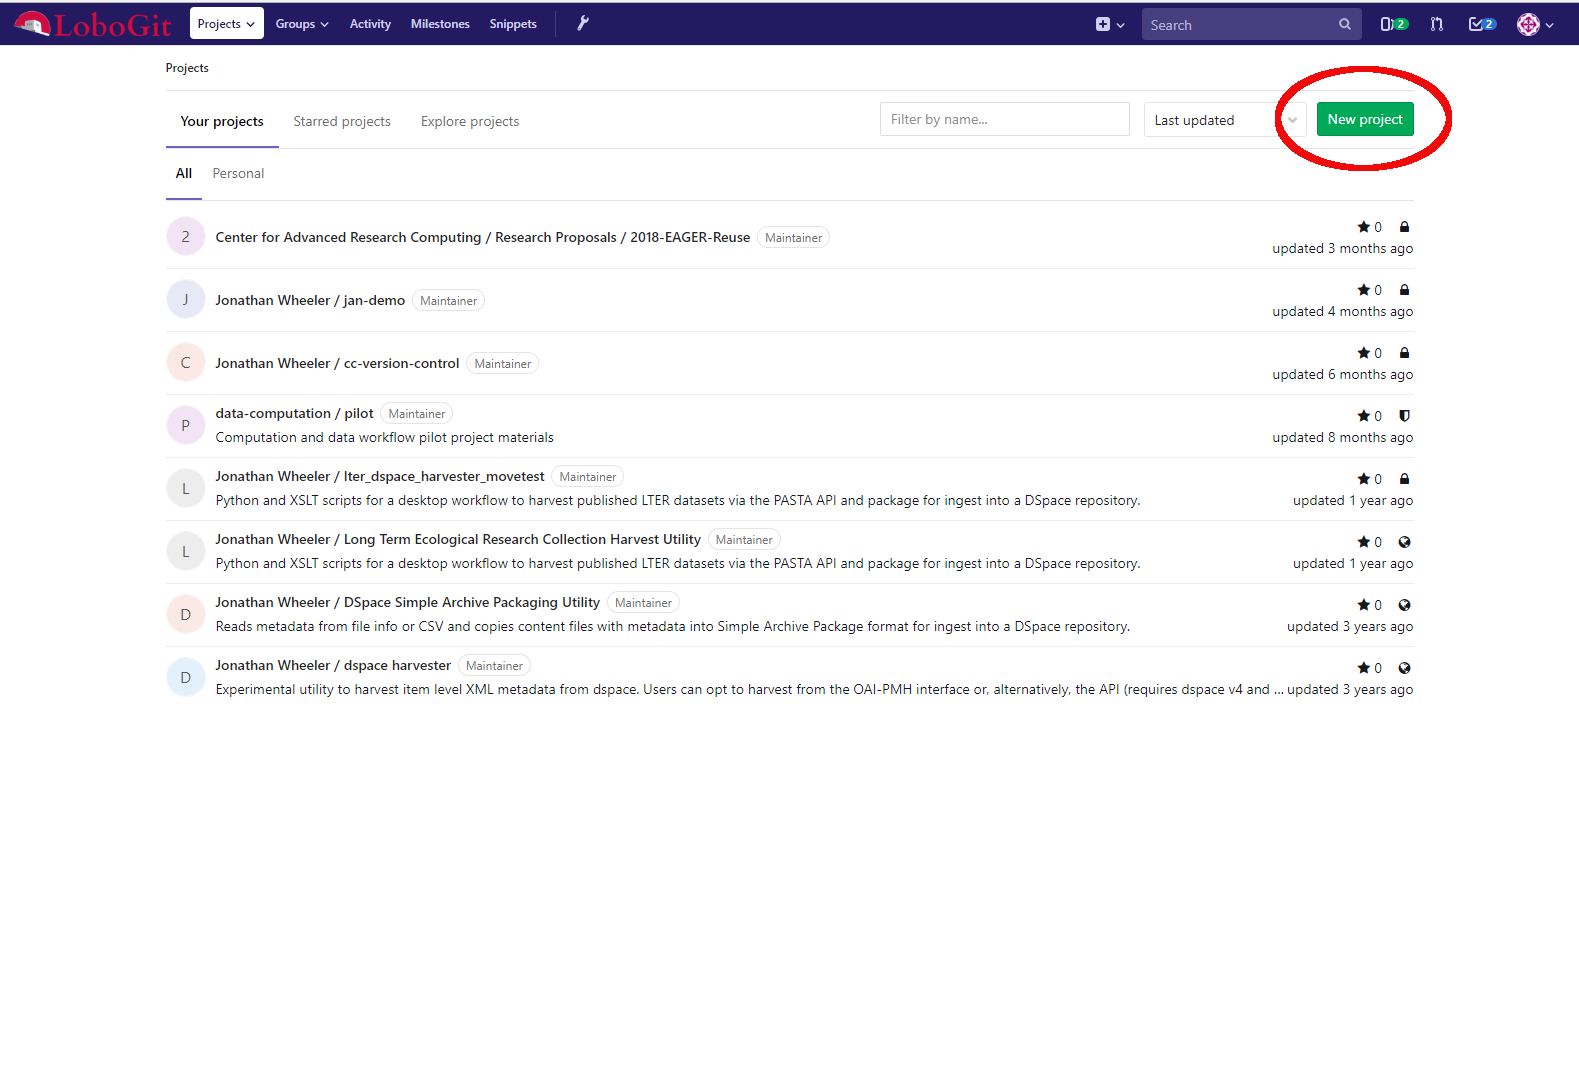 LoboGit Projects Groups Activity Milestones Snippets Search 2 2
Projects
Your projects Starred projects Explore projects Filter by name... Last updated New project
All Personal
2 Center for Advanced Research Computing / Research Proposals / 2018-EAGER-Reuse Maintainer 0
updated 3 months ago
J Jonathan Wheeler / jan-demo Maintainer 0
updated 4 months ago
C Jonathan Wheeler / cc-version-control Maintainer 0
updated 6 months ago
P data-computation / pilot Maintainer 0
Computation and data workflow pilot project materials updated 8 months ago
L Jonathan Wheeler / lter_dspace_harvester_movetest Maintainer 0
Python and XSLT scripts for a desktop workflow to harvest published LTER datasets via the PASTA API and package for ingest into a DSpace repository. updated 1 year ago
L Jonathan Wheeler / Long Term Ecological Research Collection Harvest Utility Maintainer 0
Python and XSLT scripts for a desktop workflow to harvest published LTER datasets via the PASTA API and package for ingest into a DSpace repository. updated 1 year ago
D Jonathan Wheeler / DSpace Simple Archive Packaging Utility Maintainer 0
Reads metadata from file info or CSV and copies content files with metadata into Simple Archive Package format for ingest into a DSpace repository. updated 3 years ago
D Jonathan Wheeler / dspace harvester Maintainer 0
Experimental utility to harvest item level XML metadata from dspace. Users can opt to harvest from the OAI-PMH interface or, alternatively, the API (requires dspace v4 and ... updated 3 years ago